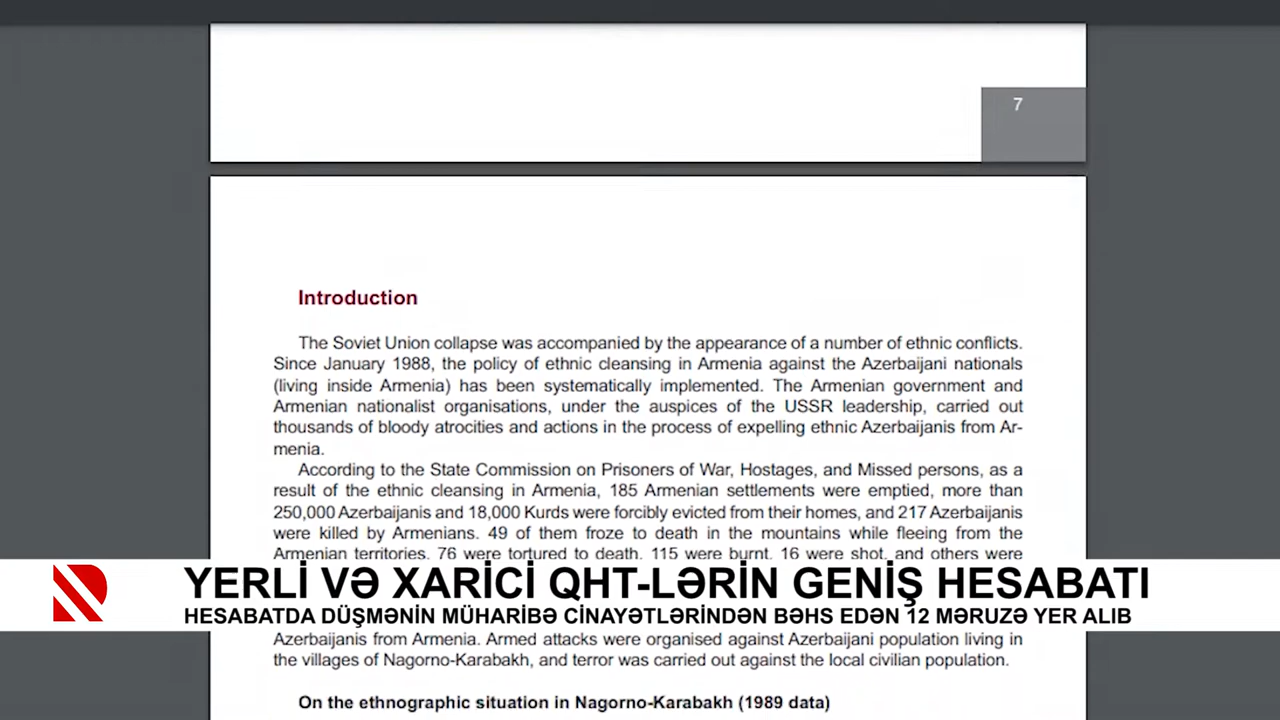 7
Introduction
The Soviet Union collapse was accompanied by the appearance of a number of ethnic conflicts.
Since January 1988, the policy of ethnic cleansing in Armenia against the Azerbaijani nationals
(living inside Armenia) has been systematically implemented. The Armenian government and
Armenian nationalist organisations, under the auspices of the USSR leadership, carried out
thousands of bloody atrocities and actions in the process of expelling ethnic Azerbaijanis from Ar-
menia.
According to the State Commission on Prisoners of War, Hostages, and Missed persons, as a
result of the ethnic cleansing in Armenia, 185 Armenian settlements were emptied, more than
250,000 Azerbaijanis and 18,000 Kurds were forcibly evicted from their homes, and 217 Azerbaijanis
were killed by Armenians. 49 of them froze to death in the mountains while fleeing from the
Armenian territories, 76 were tortured to death, 115 were burnt, 16 were shot, and others were
YERLİ VƏ XARİCİ QHT-LƏRİN GENİŞ HESABATI
HESABATDA DÜŞMƏNİN MÜHARİBƏ CİNAYƏTLƏRİNDƏN BƏHS EDƏN 12 MƏRUZƏ YER ALIB
Azerbaijanis from Armenia. Armed attacks were organised against Azerbaijani population living in
the villages of Nagorno-Karabakh, and terror was carried out against the local civilian population.
On the ethnographic situation in Nagorno-Karabakh (1989 data)